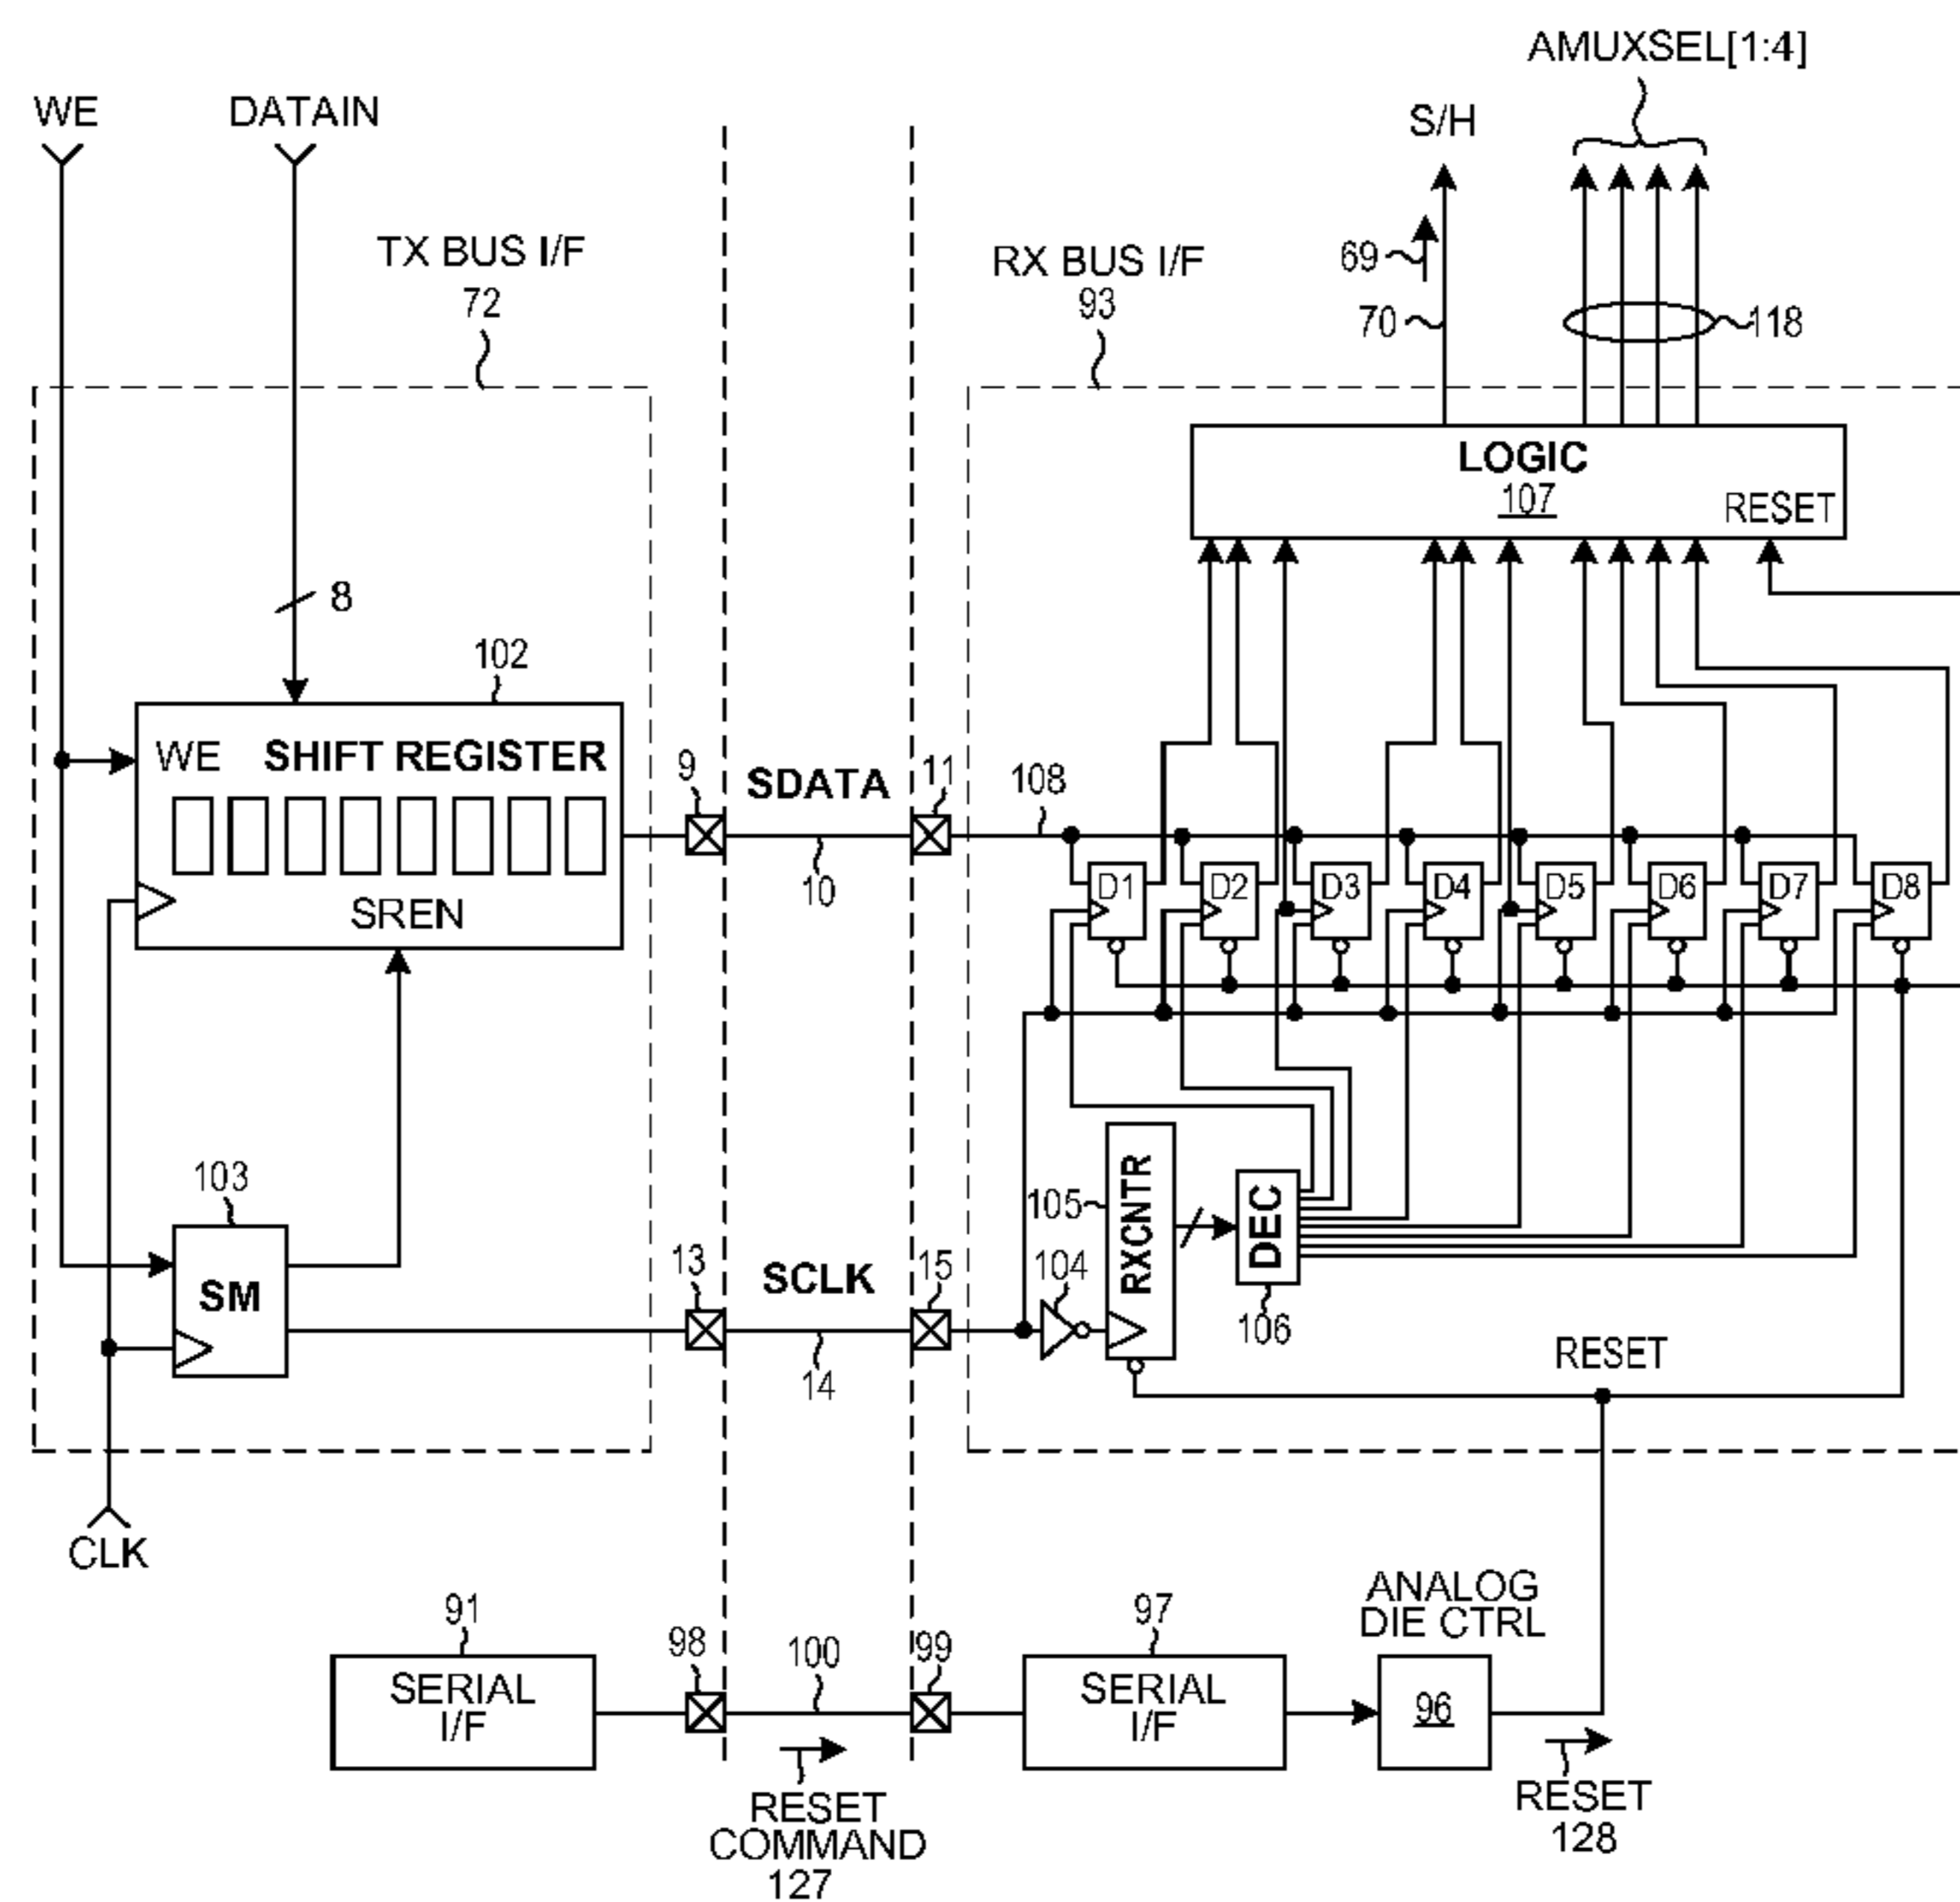 AMUXSEL[1:4]
WE
DATAIN
S/H
TX BUS I/F
72
RX BUS I/F
93
69
70
118
LOGIC
107
RESET
8
102
WE SHIFT REGISTER
SREN
9
SDATA
11
108
10
D1 D2 D3 D4 D5 D6 D7 D8
103
SM
13
SCLK
15
14
104
105
RXCNTR
DEC
106
RESET
CLK
91
SERIAL
I/F
98
100
99
97
SERIAL
I/F
ANALOG
DIE CTRL
96
RESET
COMMAND
127
RESET
128